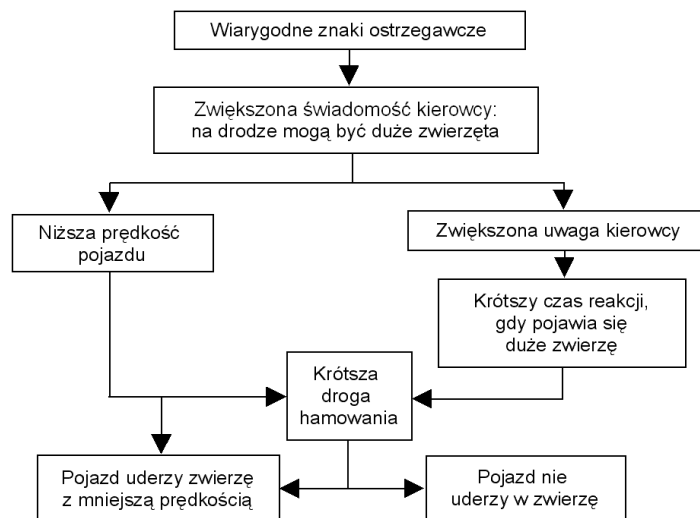 Wiarygodne znaki ostrzegawcze
Zwiększona świadomość kierowcy:
na drodze mogą być duże zwierzęta
Niższa prędkość
pojazdu
Zwiększona uwaga kierowcy
Krótszy czas reakcji,
gdy pojawia się
duże zwierzę
Krótsza
droga
hamowania
Pojazd uderzy zwierzę
z mniejszą prędkością
Pojazd nie
uderzy w zwierzę